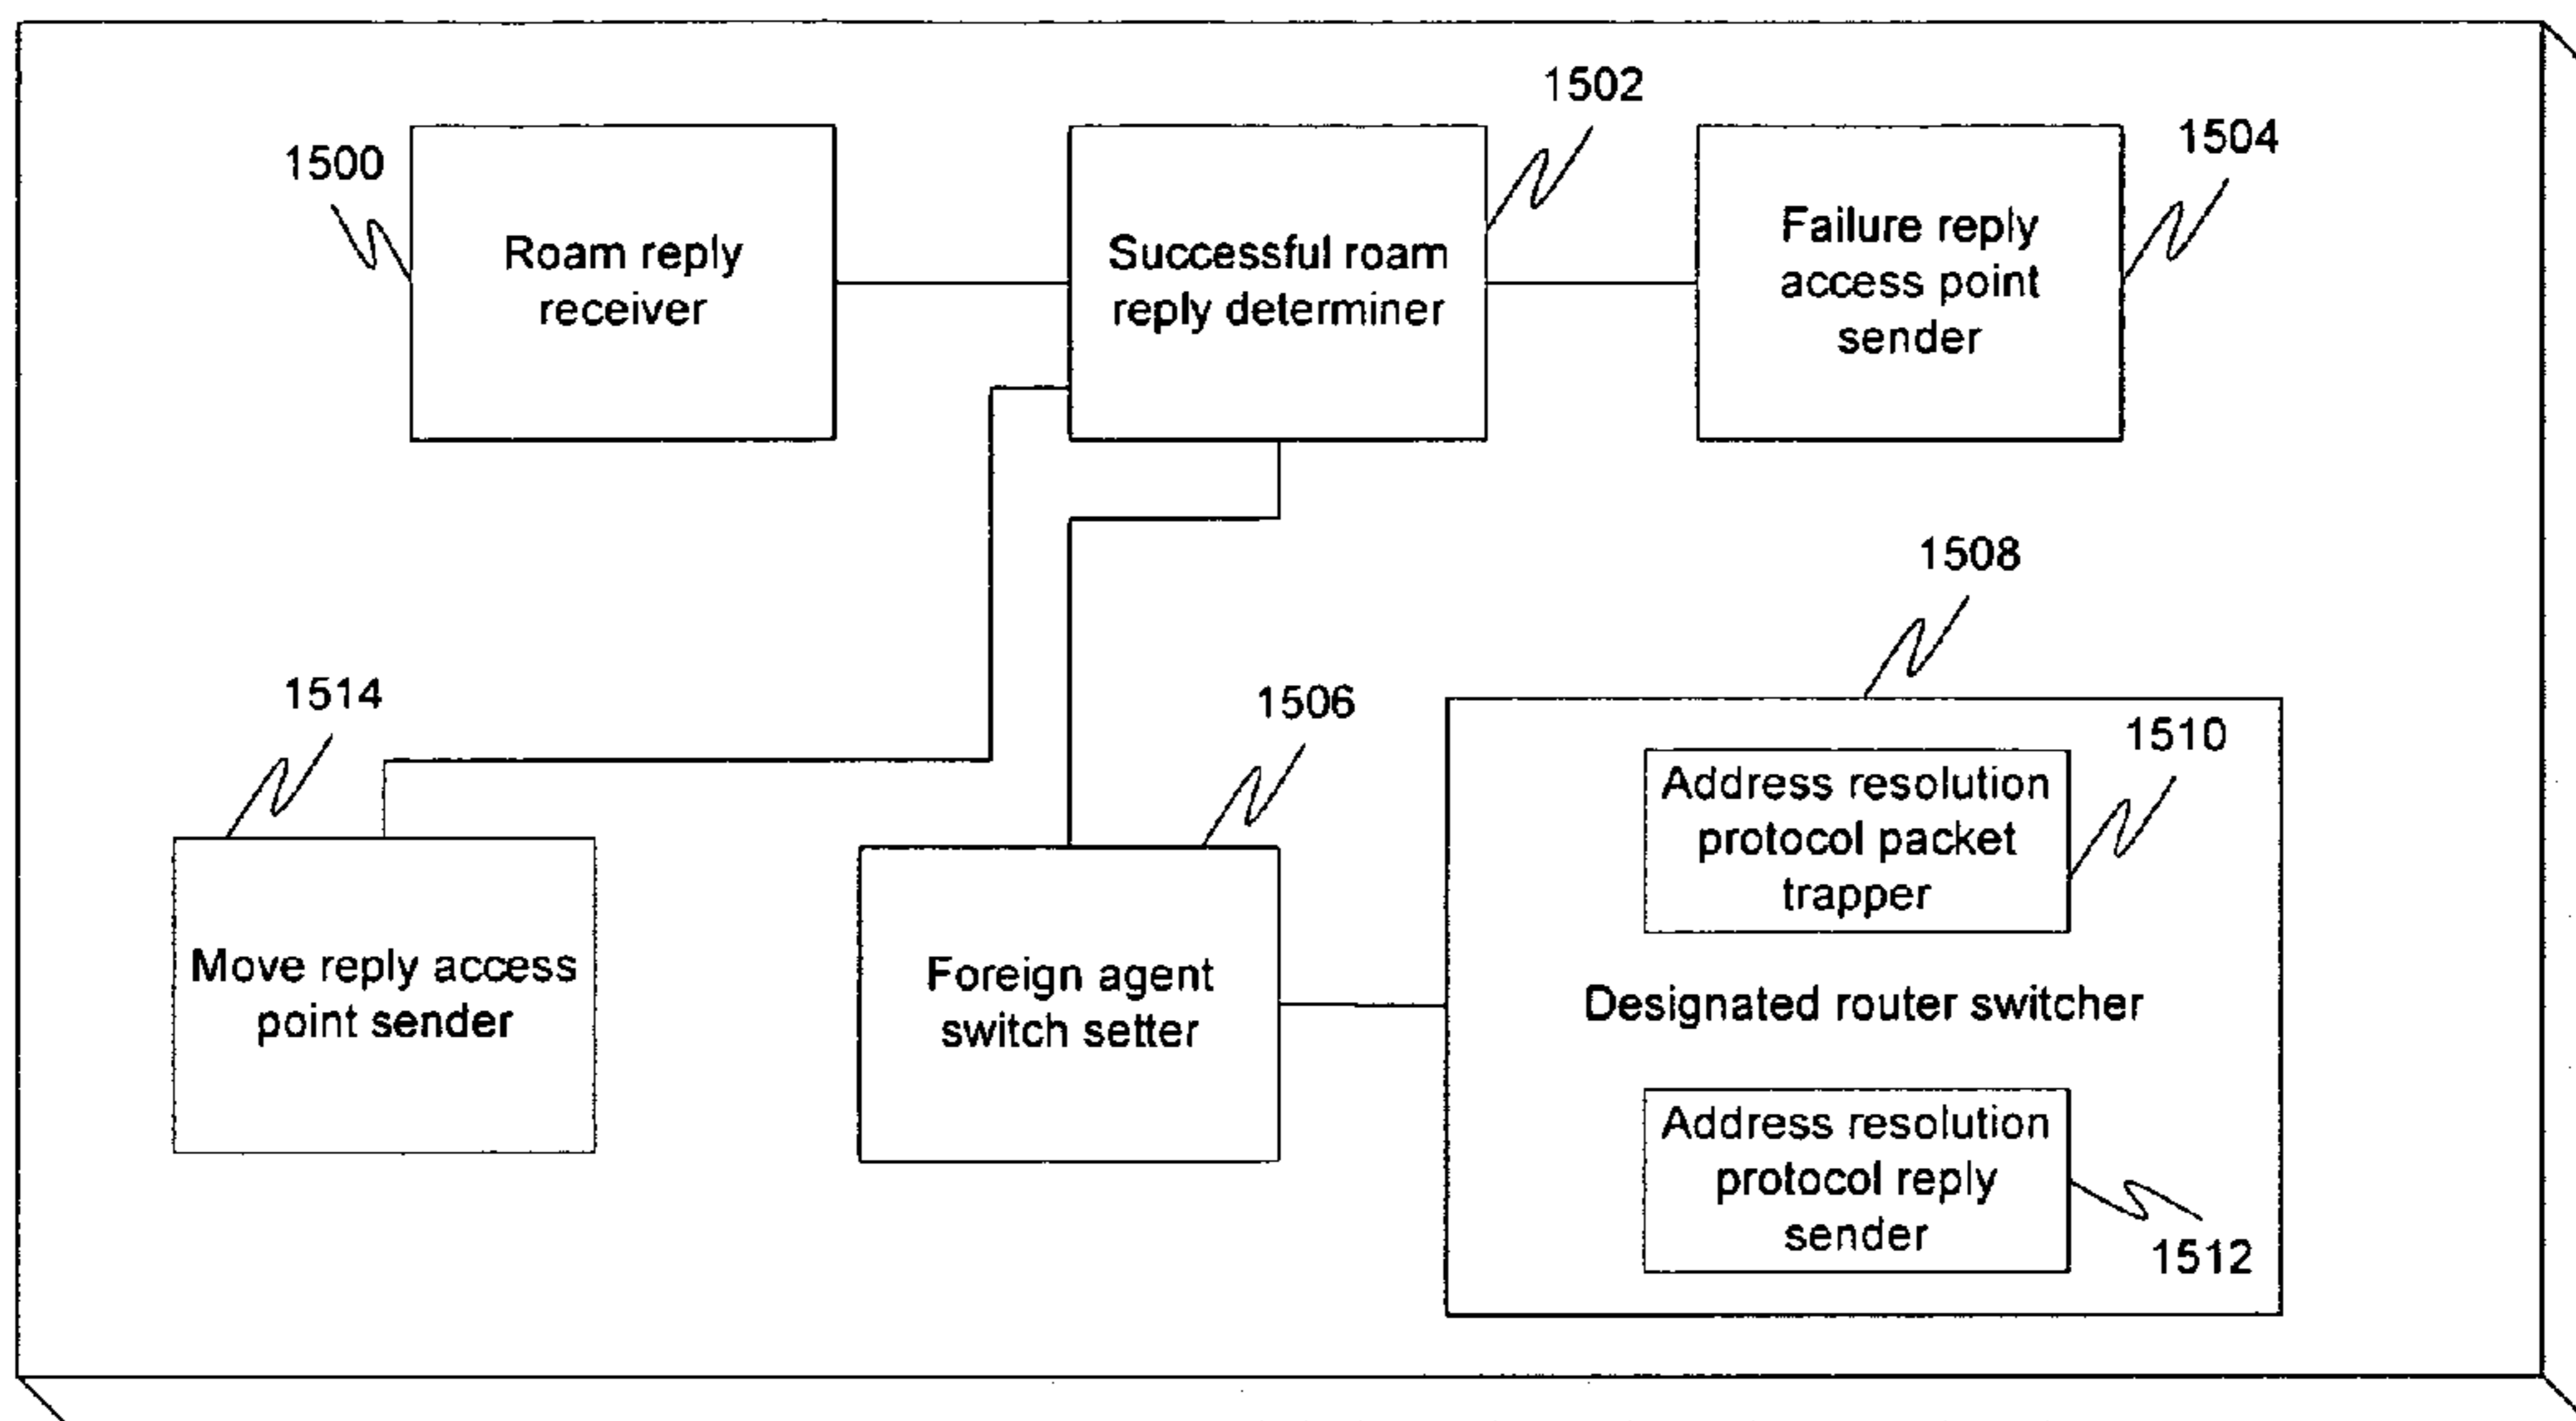 1500
Roam reply
receiver
1502
Successful roam
reply determiner
1504
Failure reply
access point
sender
1514
Move reply access
point sender
1506
Foreign agent
switch setter
1508
1510
Address resolution
protocol packet
trapper
Designated router switcher
Address resolution
protocol reply
sender
1512